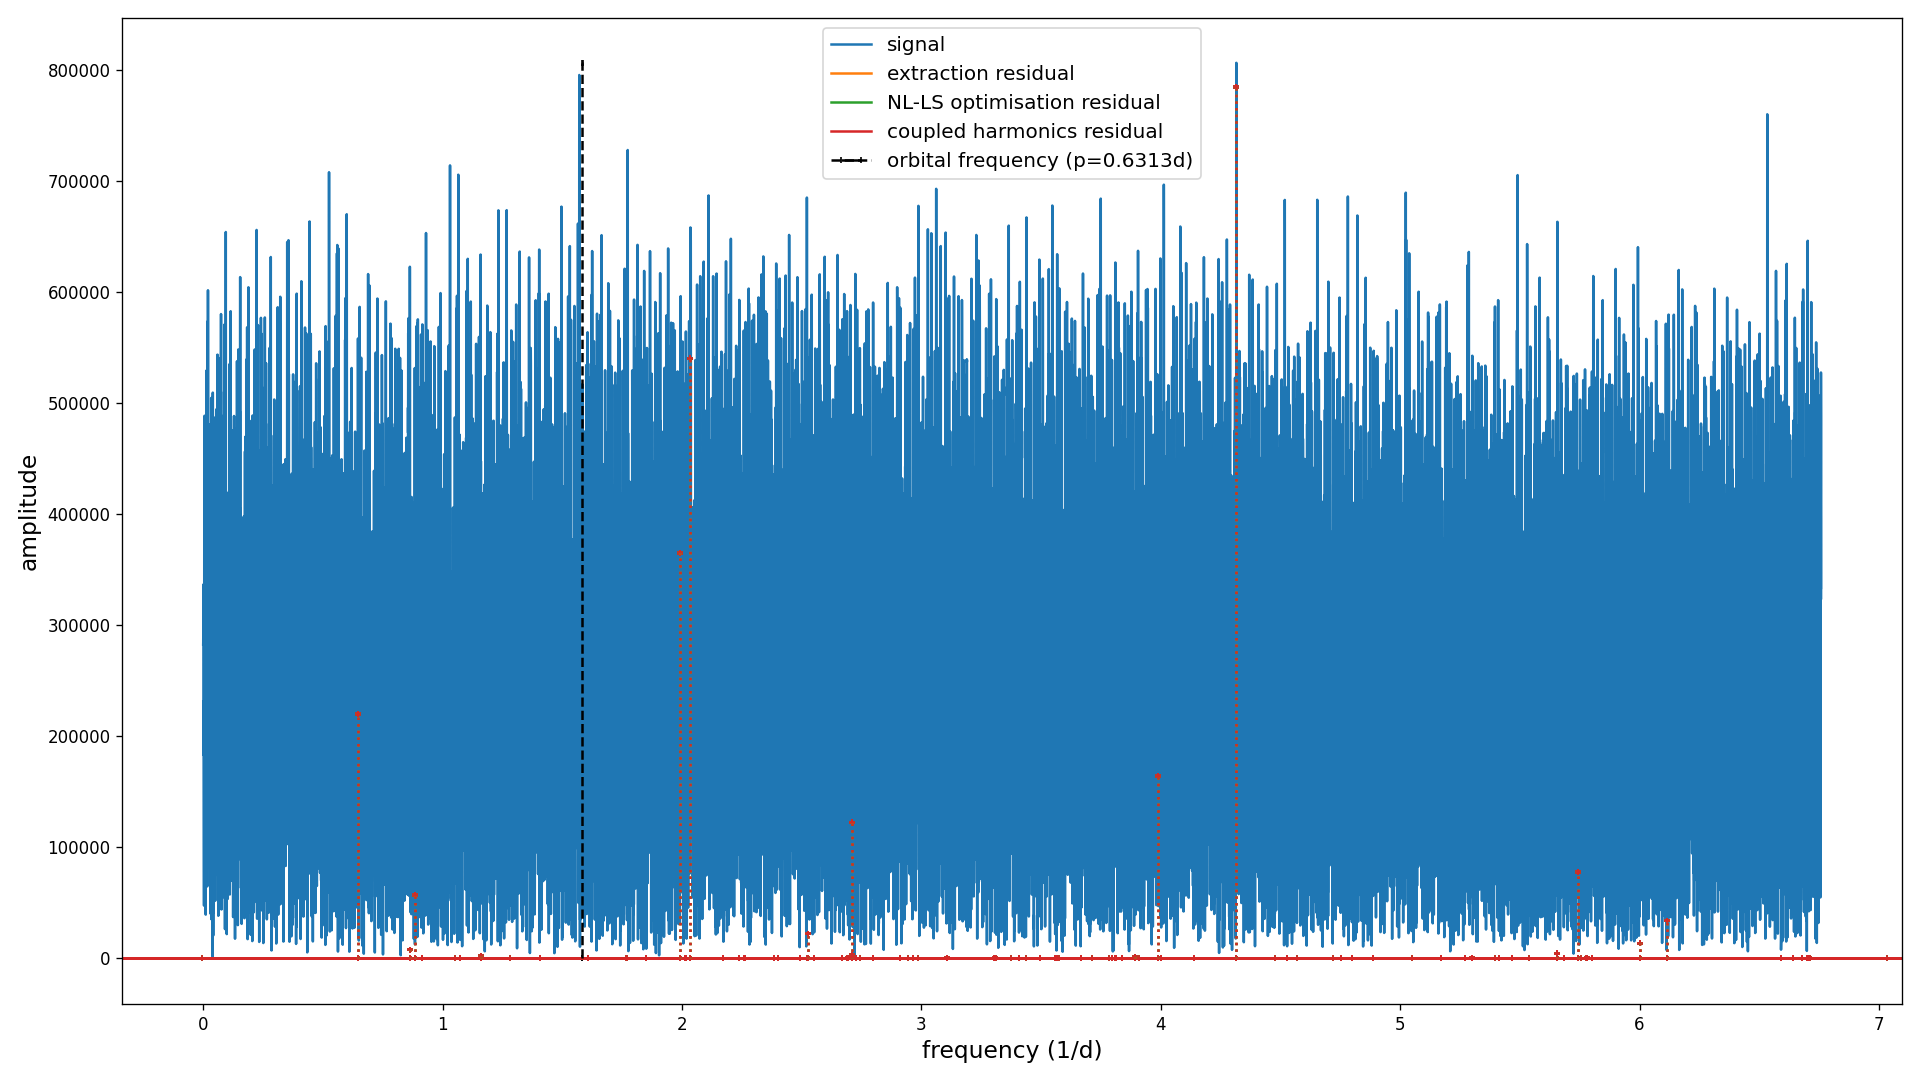 signal
extraction residual
NL-LS optimisation residual
coupled harmonics residual
orbital frequency (p=0.6313d)
amplitude
800000
700000
600000
500000
400000
300000
200000
100000
0
0 1 2 3 4 5 6 7
frequency (1/d)